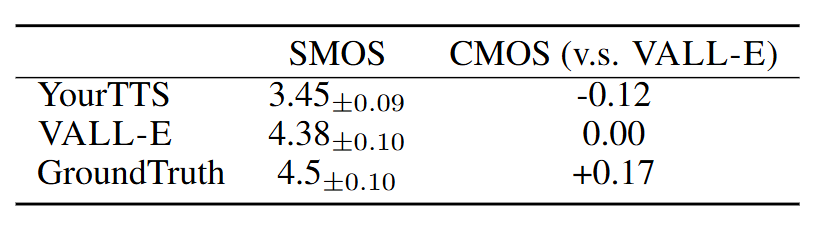 SMOS CMOS (v.s. VALL-E)
YourTTS 3.45±0.09 -0.12
VALL-E 4.38±0.10 0.00
GroundTruth 4.5±0.10 +0.17